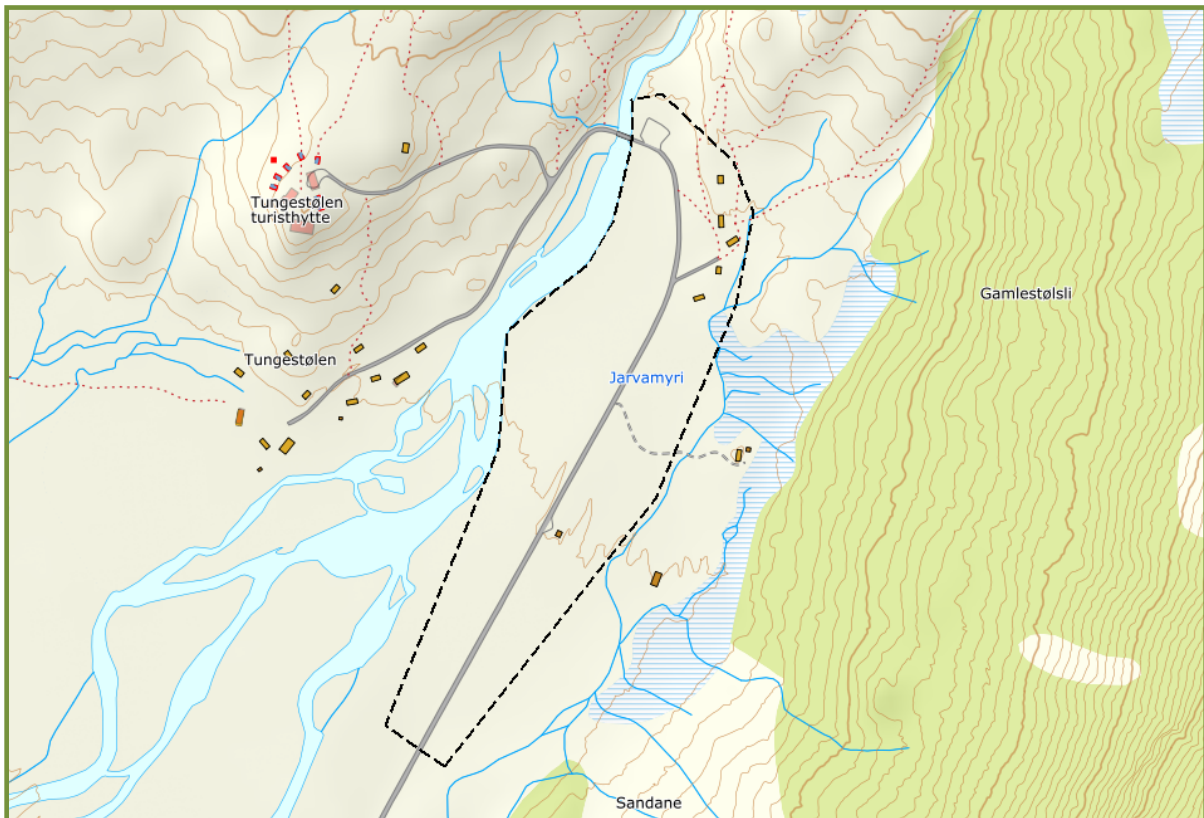 Tungestølen
turisthytte
Gamlestølsli
Tungestølen
Jarvamyri
Sandane